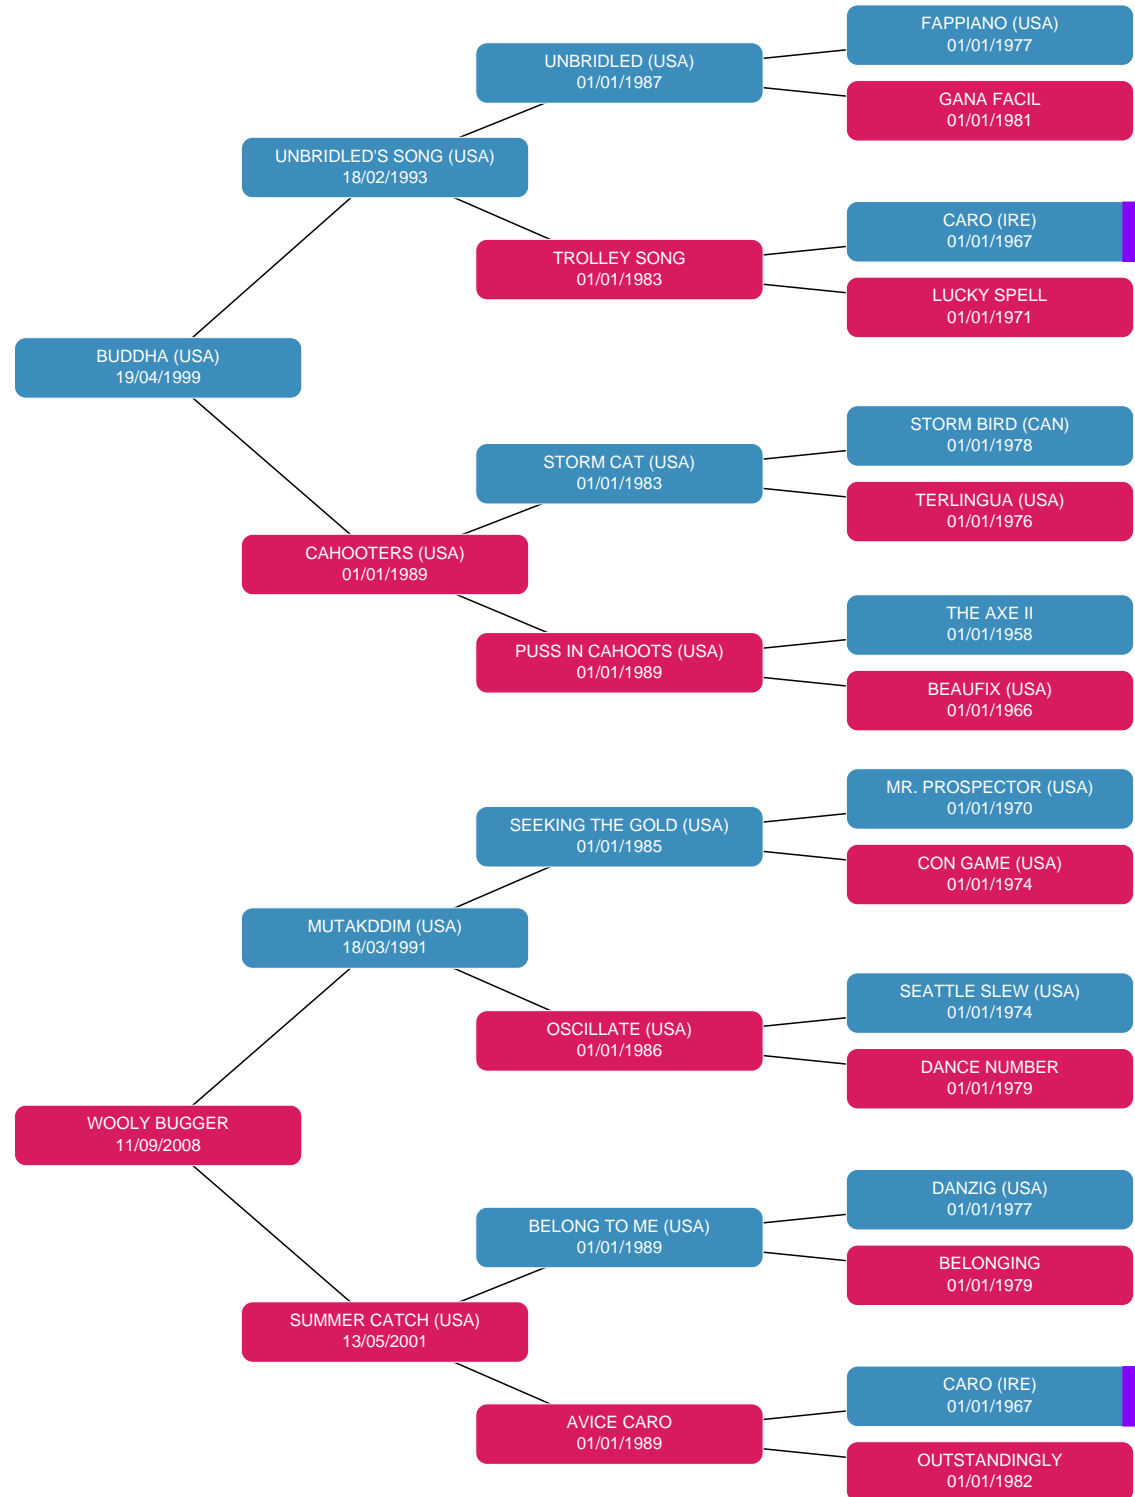 FAPPIANO (USA)
01/01/1977
UNBRIDLED (USA)
01/01/1987
GANA FACIL
01/01/1981
UNBRIDLED'S SONG (USA)
18/02/1993
CARO (IRE)
01/01/1967
TROLLEY SONG
01/01/1983
LUCKY SPELL
01/01/1971
BUDDHA (USA)
19/04/1999
STORM BIRD (CAN)
01/01/1978
STORM CAT (USA)
01/01/1983
TERLINGUA (USA)
01/01/1976
CAHOOTERS (USA)
01/01/1989
THE AXE II
01/01/1958
PUSS IN CAHOOTS (USA)
01/01/1989
BEAUFIX (USA)
01/01/1966
MR. PROSPECTOR (USA)
01/01/1970
SEEKING THE GOLD (USA)
01/01/1985
CON GAME (USA)
01/01/1974
MUTAKDDIM (USA)
18/03/1991
SEATTLE SLEW (USA)
01/01/1974
OSCILLATE (USA)
01/01/1986
DANCE NUMBER
01/01/1979
WOOLY BUGGER
11/09/2008
DANZIG (USA)
01/01/1977
BELONG TO ME (USA)
01/01/1989
BELONGING
01/01/1979
SUMMER CATCH (USA)
13/05/2001
CARO (IRE)
01/01/1967
AVICE CARO
01/01/1989
OUTSTANDINGLY
01/01/1982